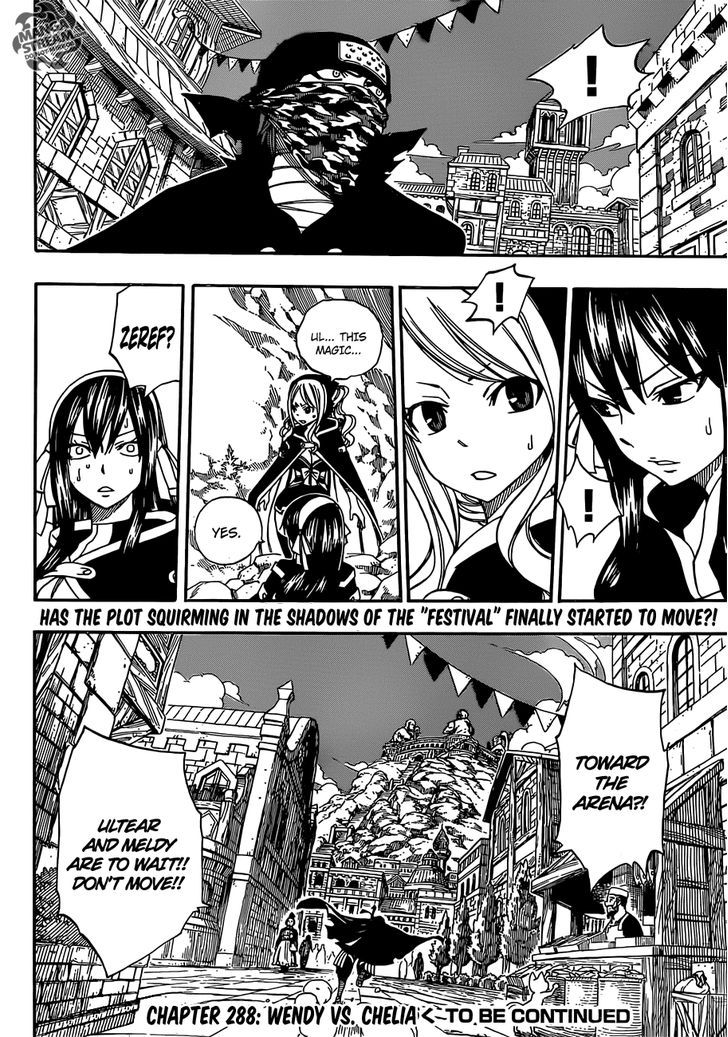 MANGA
STREAM
!
!
!
UL... THIS
MAGIC...
YES.
ZEREF?
HAS THE PLOT SQUIRMING IN THE SHADOWS OF THE "FESTIVAL" FINALLY STARTED TO MOVE?!
TOWARD
THE
ARENA?!
ULTEAR
AND MELDY
ARE TO WAIT!!
DON'T MOVE!!
CHAPTER 288: WENDY VS. CHELIA < TO BE CONTINUED